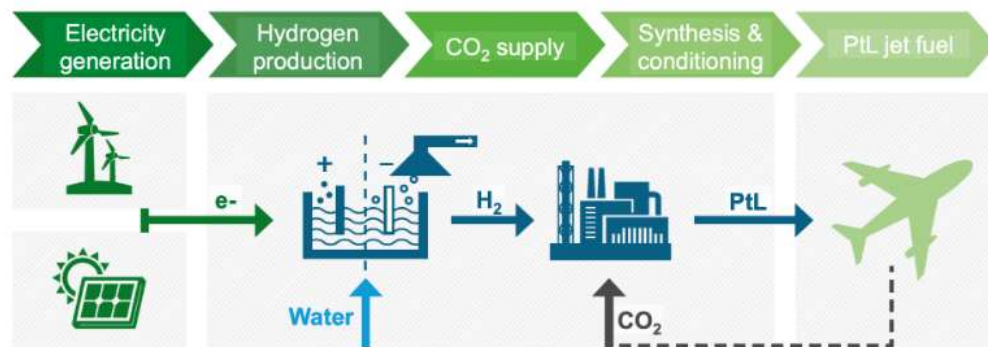 Electricity
generation
Hydrogen
production
CO₂ supply
Synthesis &
conditioning
PtL jet fuel
+
–
e-
H₂
PtL
Water
CO₂